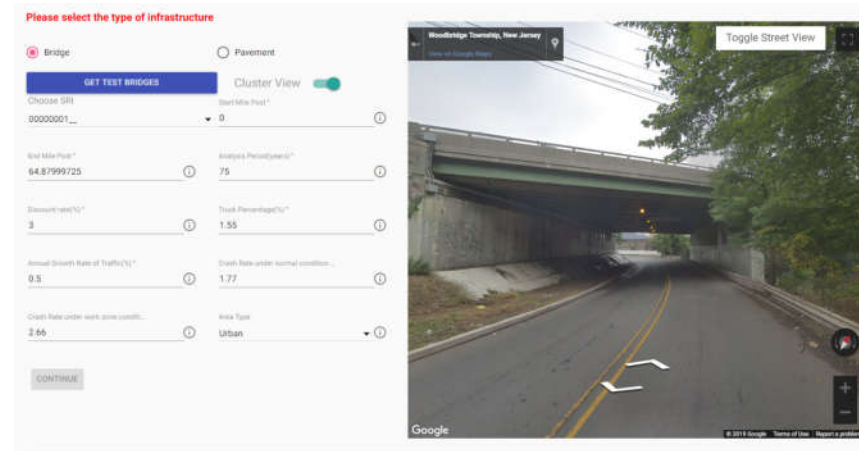 Please select the type of infrastructure
Bridge
Pavement
GET TEST BRIDGES
Cluster View
Choose SRI
Start Mile Post *
00000001__
0
End Mile Post *
Analysis Period(years) *
64.87999725
75
Discount rate(%) *
Truck Percentage(%) *
3
1.55
Annual Growth Rate of Traffic(%) *
Crash Rate under normal condition...
0.5
1.77
Crash Rate under work zone conditi...
Area Type
2.66
Urban
CONTINUE
Woodbridge Township, New Jersey
View on Google Maps
Toggle Street View
Google
© 2019 Google Terms of Use Report a problem